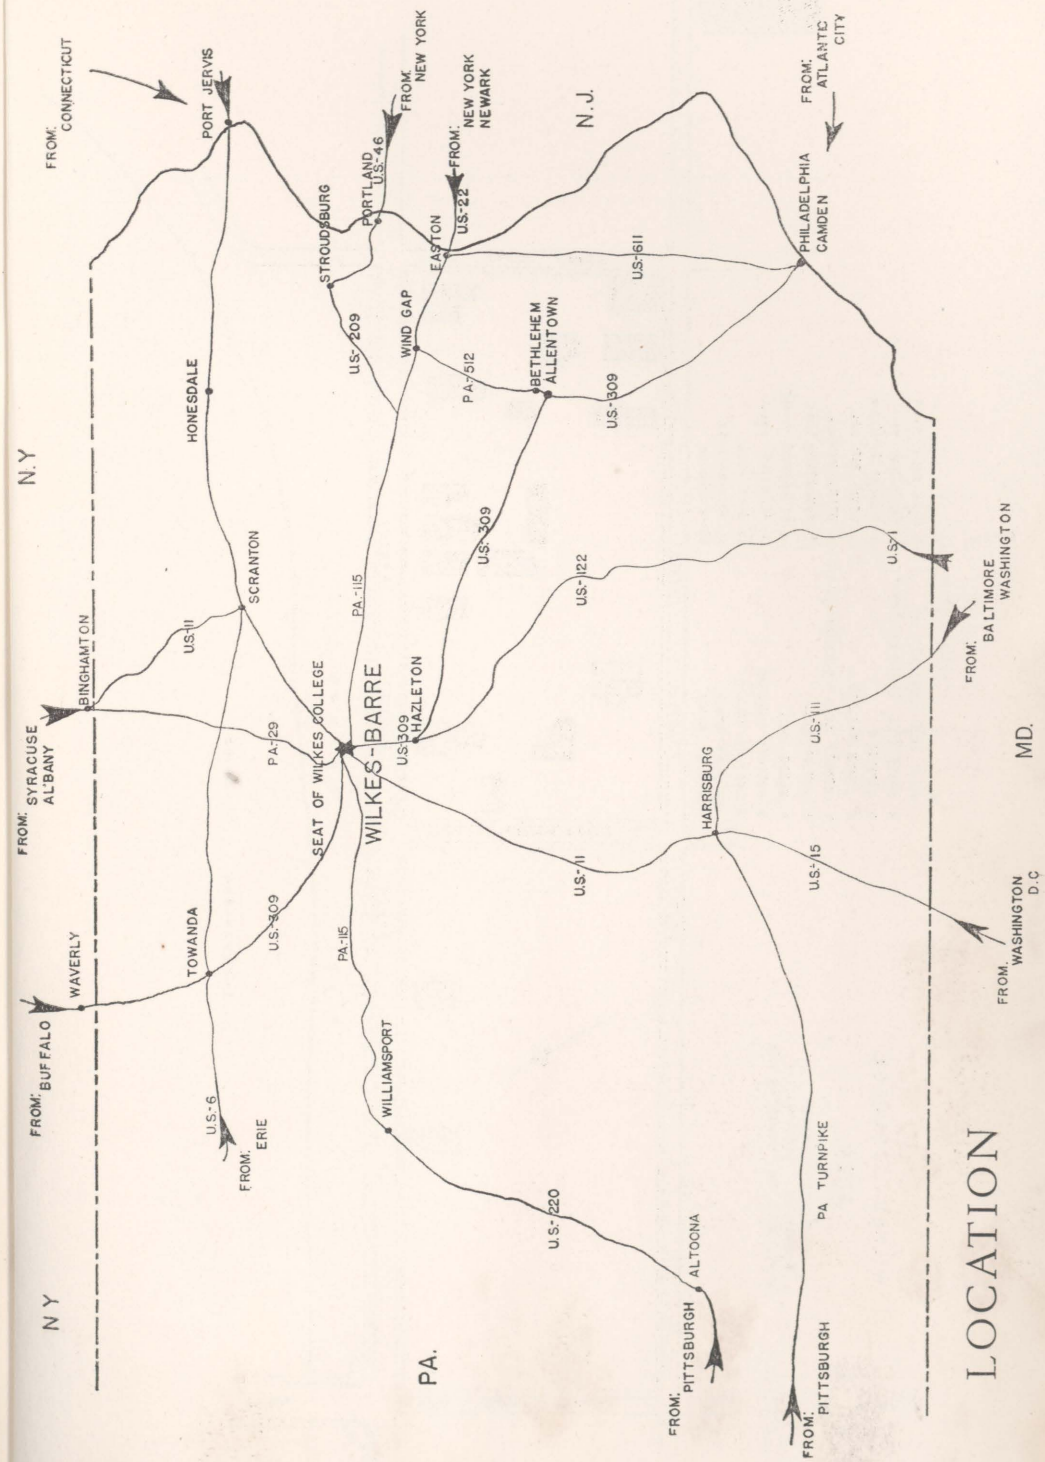 N Y
N.Y
FROM: BUFFALO
WAVERLY
FROM: SYRACUSE
AL'BANY
BINGHAMTON
FROM:
CONNECTICUT
PORT JERVIS
U.S.-6
FROM:
ERIE
TOWANDA
U.S.-309
PA.-29
U.S.-11
SCRANTON
HONESDALE
SEAT OF WILKES COLLEGE
WILKES-BARRE
PA.-115
PA.-115
WILLIAMSPORT
U.S.-220
STROUDSBURG
U.S.-209
PORTLAND
U.S.-46
FROM:
NEW YORK
WIND GAP
EASTON
U.S.-22
FROM:
NEW YORK
NEWARK
N.J.
US-309
HAZLETON
PA.-512
BETHLEHEM
ALLENTOWN
U.S.-309
U.S.-309
U.S.-611
U.S.-122
U.S.-11
PHILADELPHIA
CAMDEN
FROM:
ATLANTIC
CITY
PA.
FROM:
PITTSBURGH
ALTOONA
HARRISBURG
U.S.-111
U.S.-15
U.S.-1
PA TURNPIKE
FROM:
PITTSBURGH
FROM:
WASHINGTON
D.C
FROM:
BALTIMORE
WASHINGTON
MD.
LOCATION